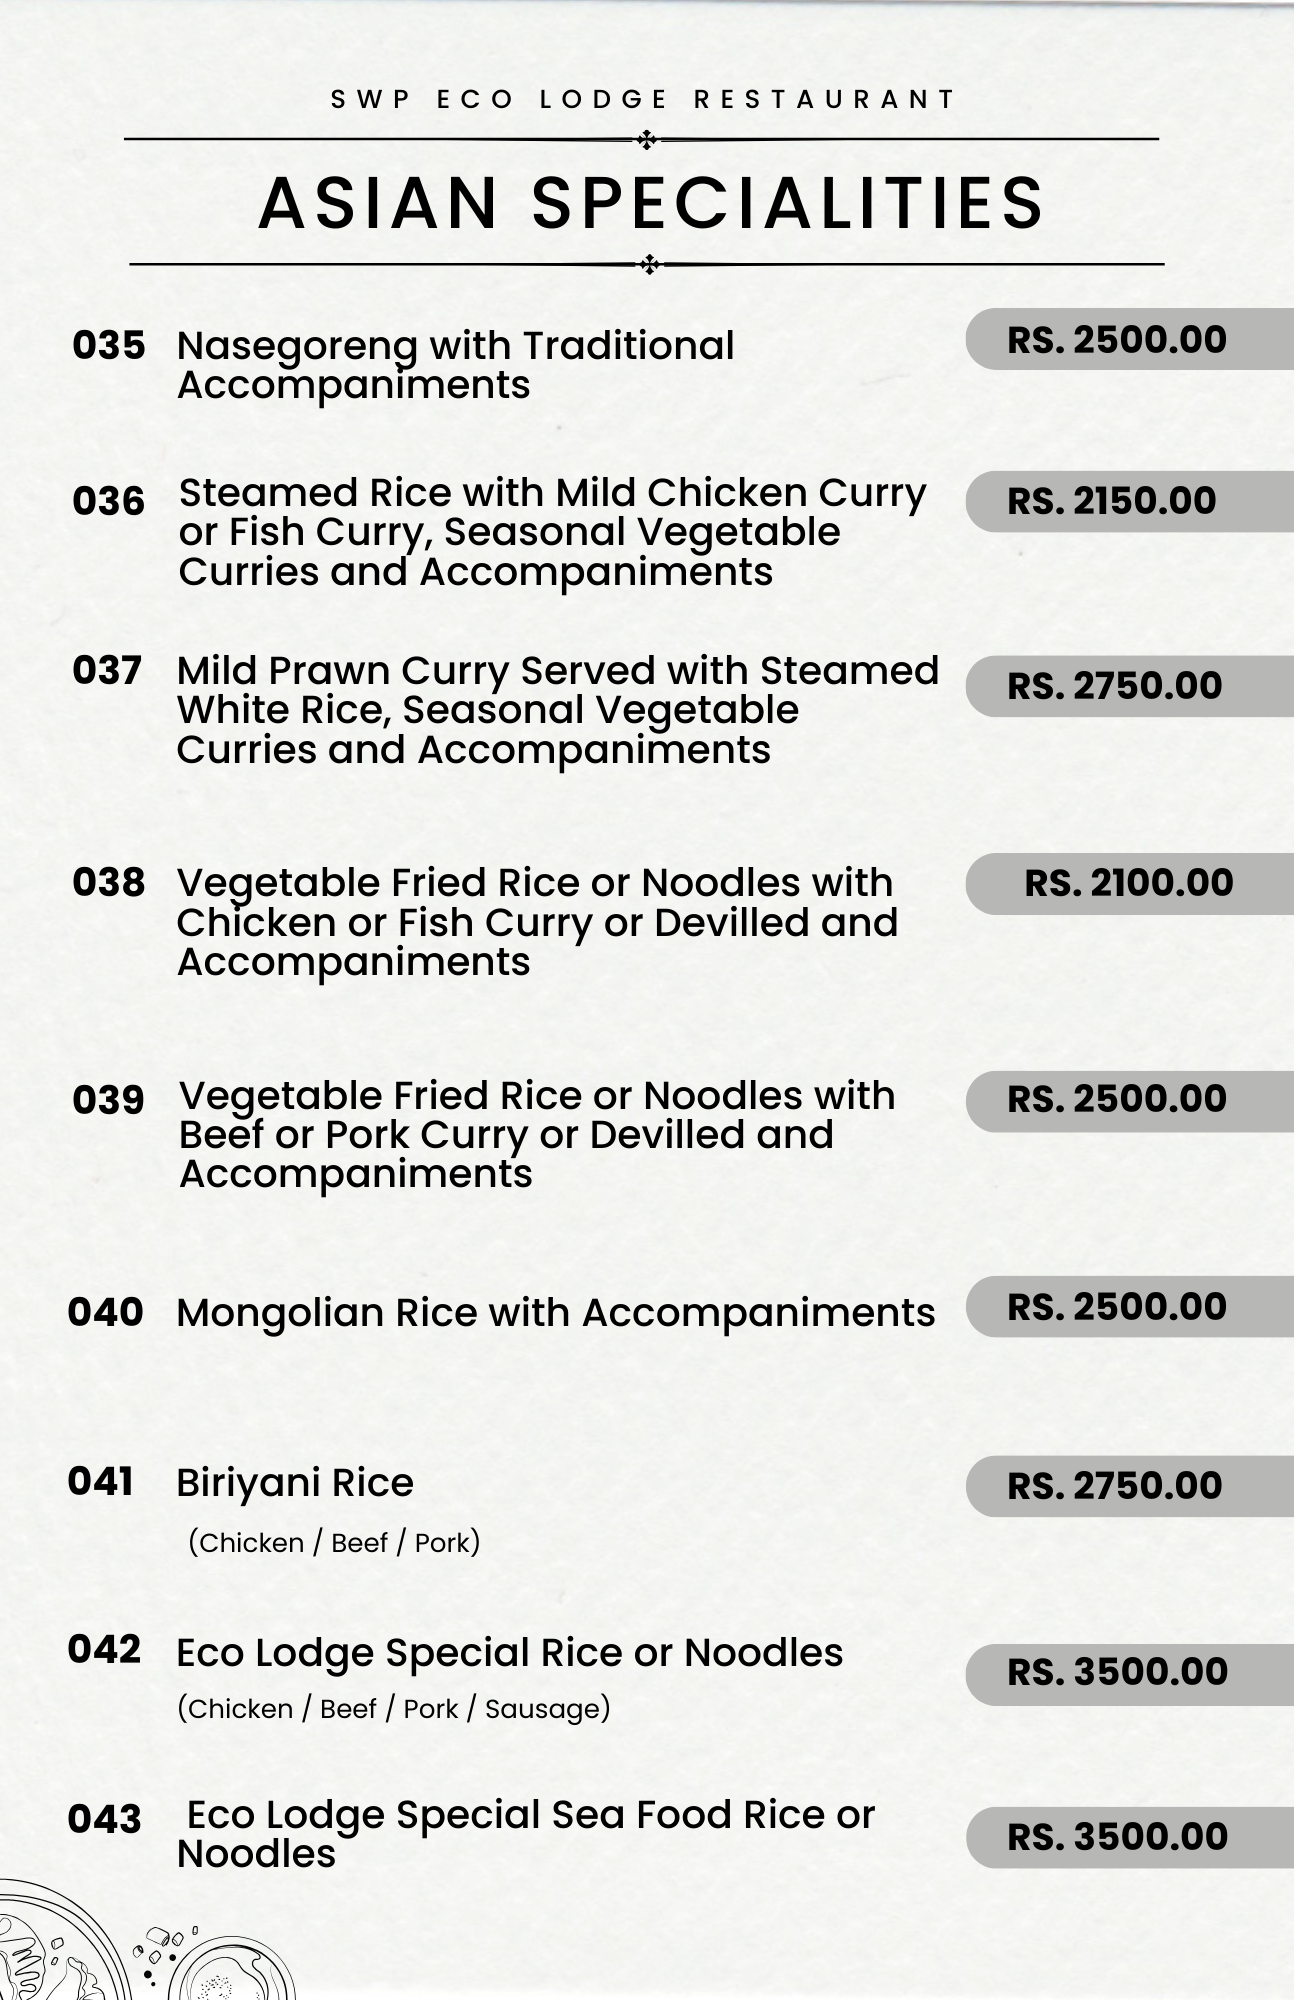 SWP ECO LODGE RESTAURANT
ASIAN SPECIALITIES
035 Nasegoreng with Traditional RS. 2500.00
Accompaniments
036 Steamed Rice with Mild Chicken Curry RS. 2150.00
or Fish Curry, Seasonal Vegetable
Curries and Accompaniments
037 Mild Prawn Curry Served with Steamed RS. 2750.00
White Rice, Seasonal Vegetable
Curries and Accompaniments
038 Vegetable Fried Rice or Noodles with RS. 2100.00
Chicken or Fish Curry or Devilled and
Accompaniments
039 Vegetable Fried Rice or Noodles with RS. 2500.00
Beef or Pork Curry or Devilled and
Accompaniments
040 Mongolian Rice with Accompaniments RS. 2500.00
041 Biriyani Rice RS. 2750.00
(Chicken / Beef / Pork)
042 Eco Lodge Special Rice or Noodles RS. 3500.00
(Chicken / Beef / Pork / Sausage)
043 Eco Lodge Special Sea Food Rice or RS. 3500.00
Noodles